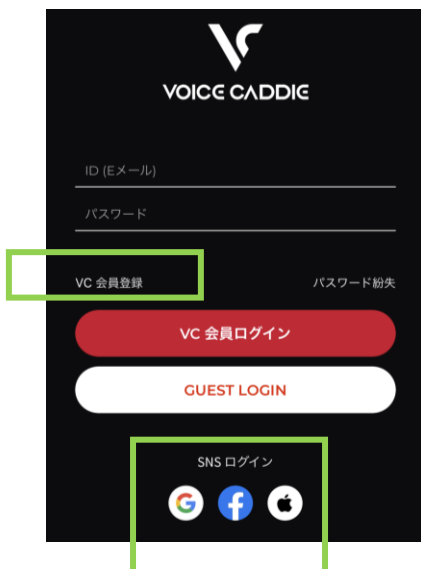 VOICE CADDIE
ID (Eメール)
パスワード
VC 会員登録
パスワード紛失
VC 会員ログイン
GUEST LOGIN
SNS ログイン